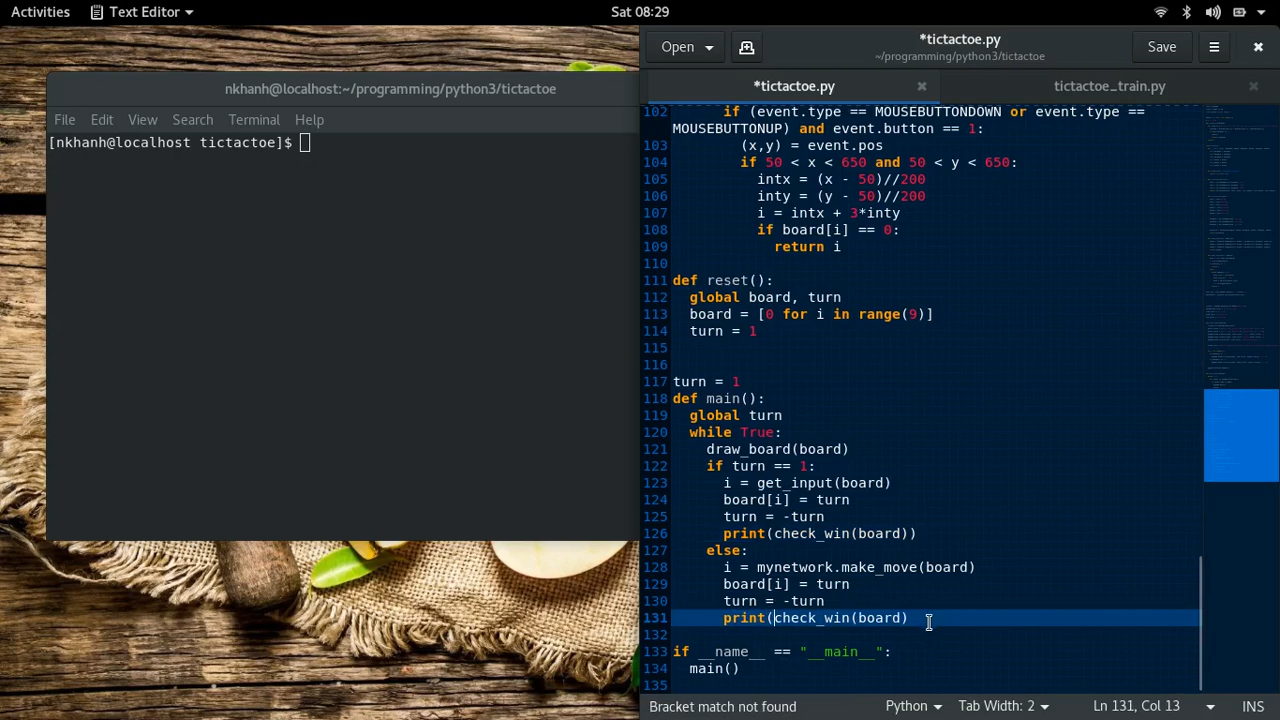 Activities Text Editor Sat 08:29
Open *tictactoe.py ~/programming/python3/tictactoe Save
nkhanh@localhost:~/programming/python3/tictactoe
File Edit View Search Terminal Help
[nkhanh@localhost tictactoe]$
*tictactoe.py tictactoe_train.py
102 if (event.type == MOUSEBUTTONDOWN or event.type ==
and event.button
103 (x,y) = event.pos
104 if 50 < x < 650 and 50 < y < 650:
105 intx = (x - 50)//200
106 inty = (y - 50)//200
107 i = intx + 3*inty
108 if board[i] == 0:
109 return i
110
111 def reset():
112 global board, turn
113 board = [0 for i in range(9)]
114 turn = 1
115
116
117 turn = 1
118 def main():
119 global turn
120 while True:
121 draw_board(board)
122 if turn == 1:
123 i = get_input(board)
124 board[i] = turn
125 turn = -turn
126 print(check_win(board))
127 else:
128 i = mynetwork.make_move(board)
129 board[i] = turn
130 turn = -turn
131 print(check_win(board)
132
133 if __name__ == "__main__":
134 main()
135
Bracket match not found Python Tab Width: 2 Ln 131, Col 13 INS